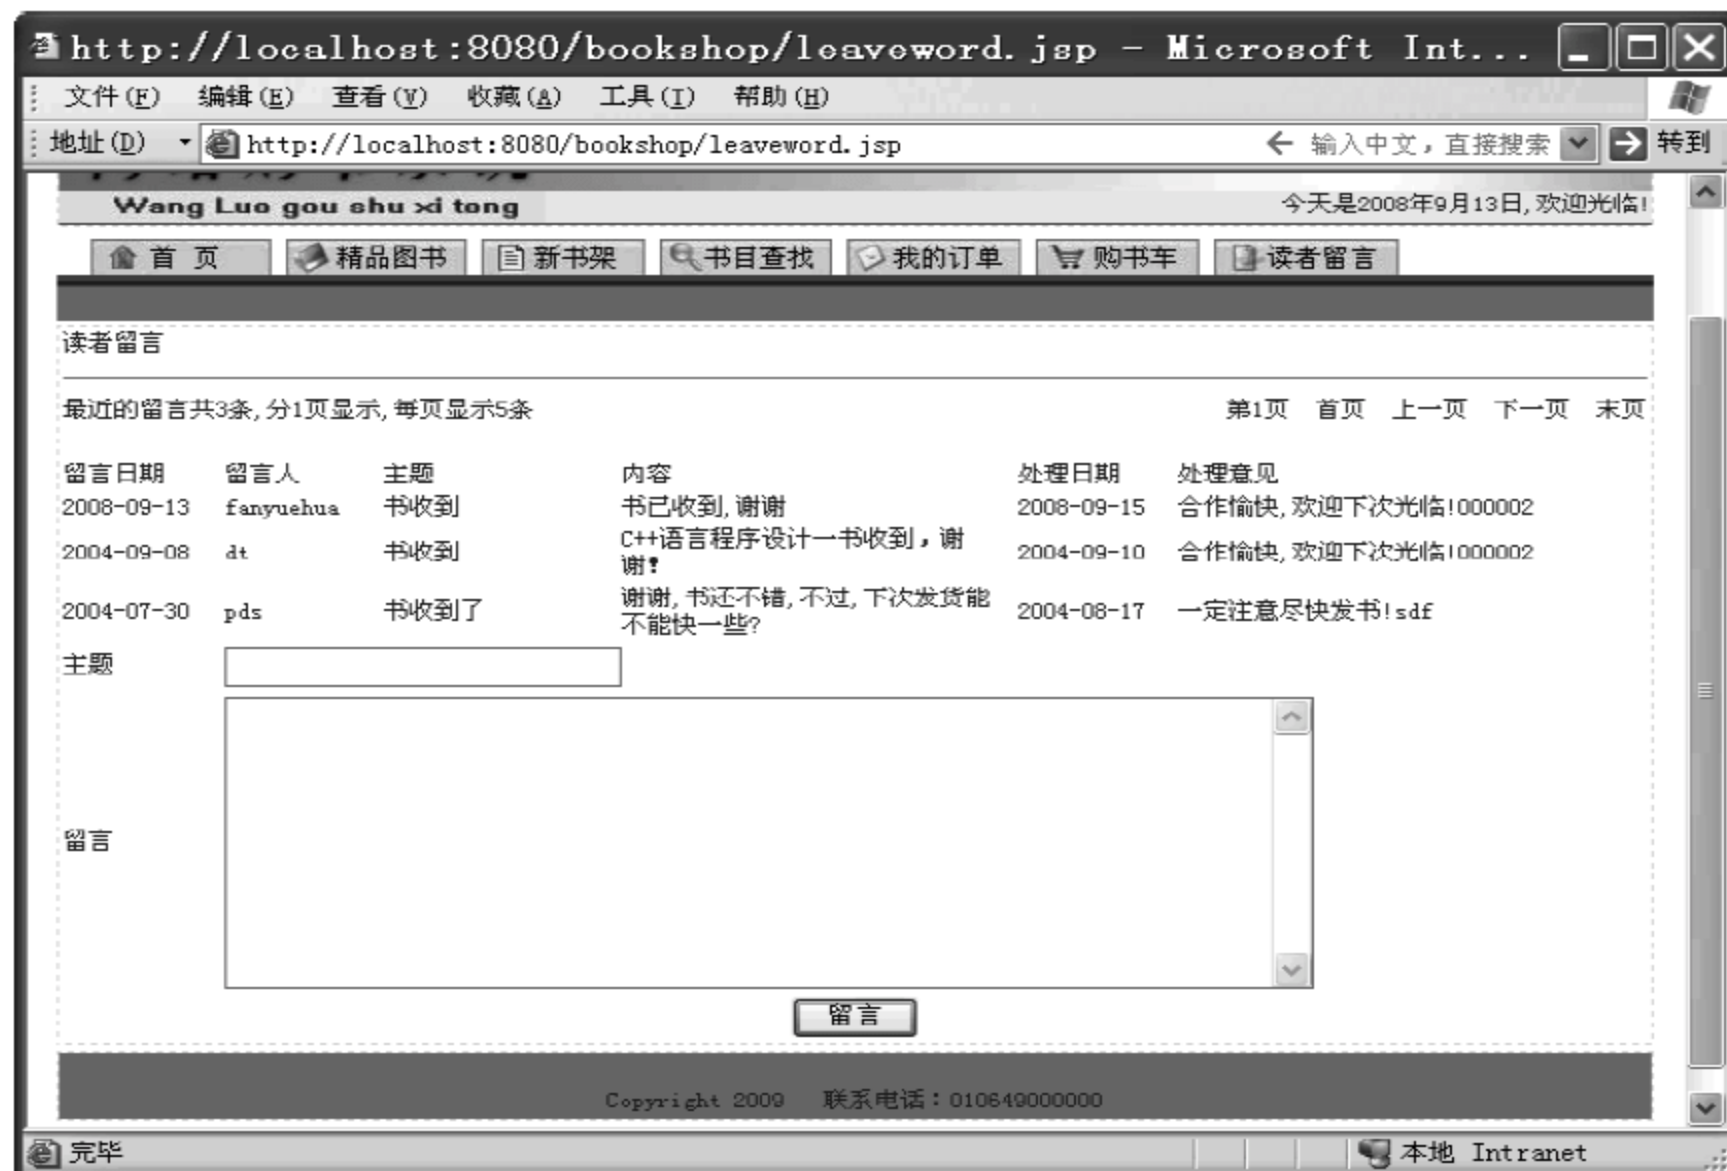 http://localhost:8080/bookshop/leaveword.jsp - Microsoft Int...
文件(F) 编辑(E) 查看(V) 收藏(A) 工具(T) 帮助(H)
地址(D) http://localhost:8080/bookshop/leaveword.jsp 输入中文，直接搜索 转到
Wang Luo gou shu xi tong 今天是2008年9月13日,欢迎光临!
首 页 精品图书 新书架 书目查找 我的订单 购书车 读者留言
读者留言
最近的留言共3条,分1页显示,每页显示5条 第1页 首页 上一页 下一页 末页
留言日期 留言人 主题 内容 处理日期 处理意见
2008-09-13 fanyuehua 书收到 书已收到,谢谢 2008-09-15 合作愉快,欢迎下次光临!000002
2004-09-08 dt 书收到 C++语言程序设计一书收到，谢 2004-09-10 合作愉快,欢迎下次光临!000002
谢！
2004-07-30 pds 书收到了 谢谢,书还不错,不过,下次发货能 2004-08-17 一定注意尽快发书!sdf
不能快一些?
主题
留言
留言
Copyright 2009 联系电话：010649000000
完毕 本地 Intranet